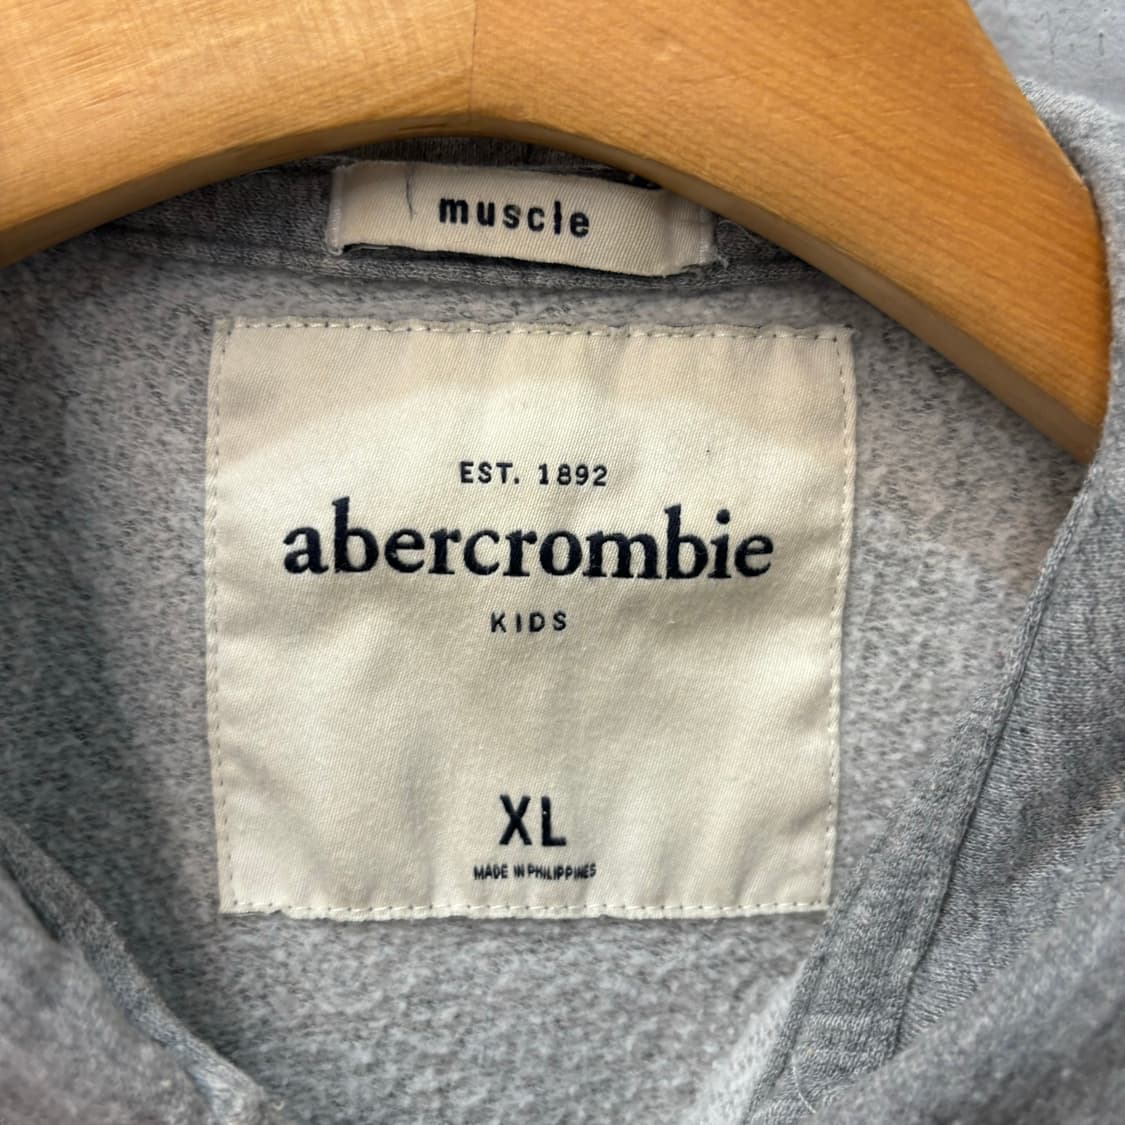 muscle
EST. 1892
abercrombie
KIDS
XL
MADE IN PHILIPPINES